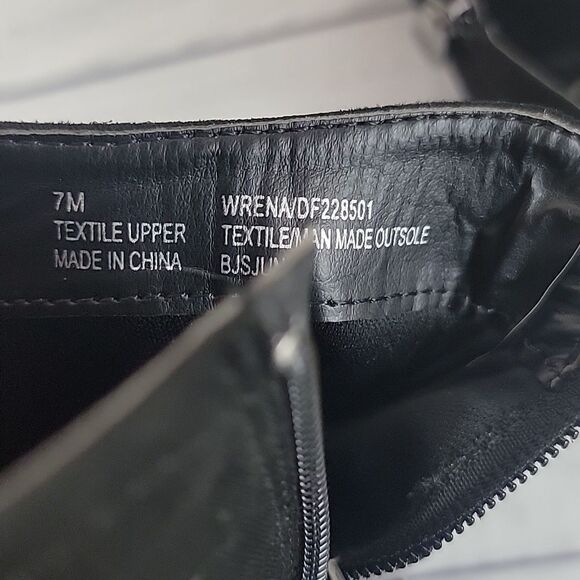 7M
TEXTILE UPPER
MADE IN CHINA
WRENA/DF228501
TEXTILE/MAN MADE OUTSOLE